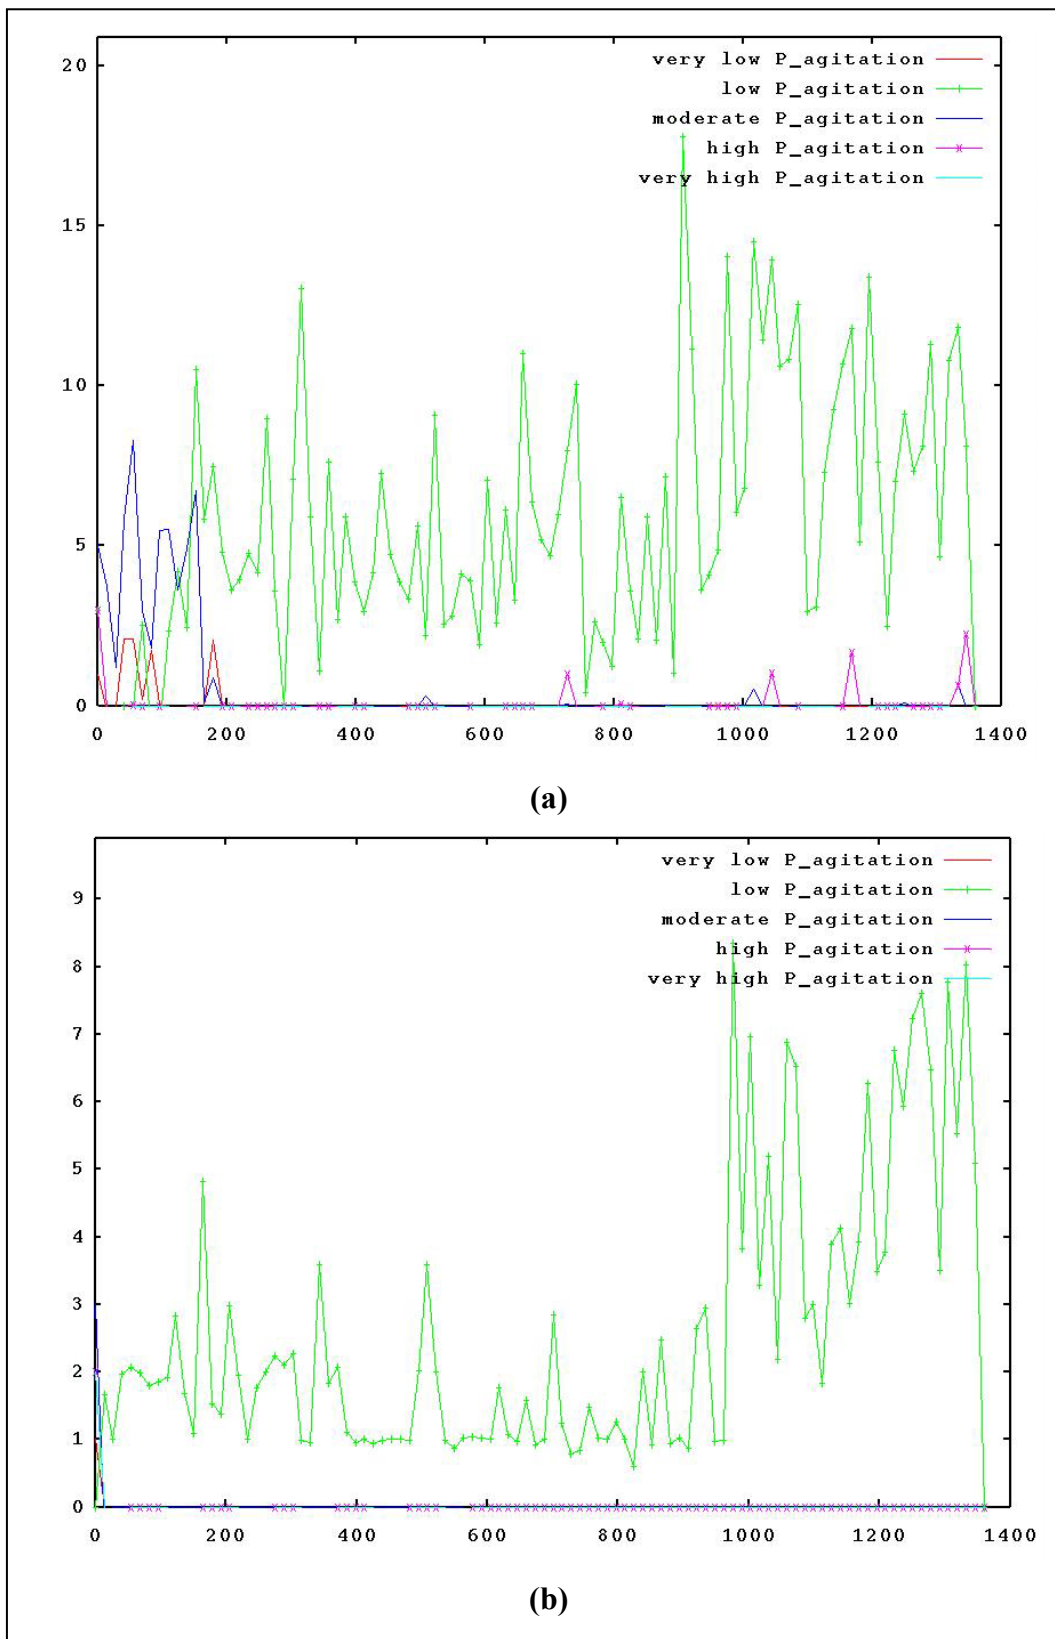 20
very low P_agitation
low P_agitation
moderate P_agitation
high P_agitation
very high P_agitation
15
10
5
0
0 200 400 600 800 1000 1200 1400
(a)
very low P_agitation
9
low P_agitation
moderate P_agitation
high P_agitation
8
very high P_agitation
7
6
5
4
3
2
1
0
0 200 400 600 800 1000 1200 1400
(b)